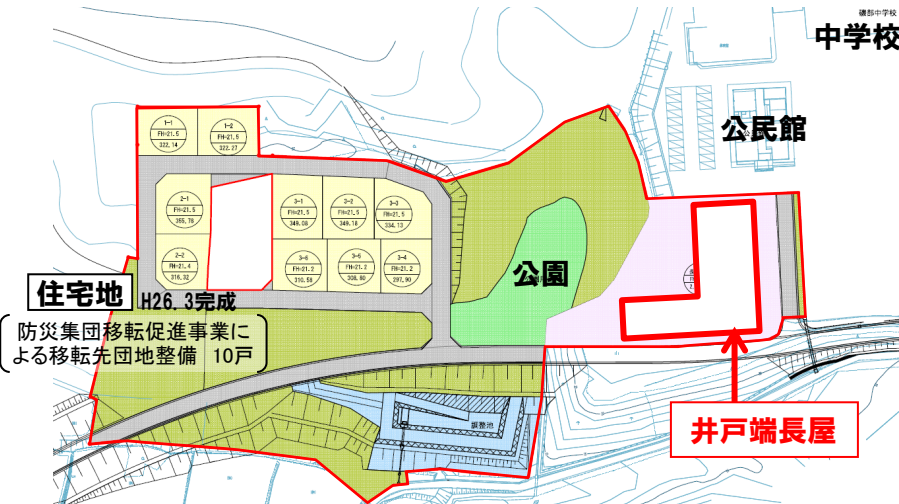 磯部中学校
中学校
公民館
1-1
FH=21.5
322.14
1-2
FH=21.5
322.27
2-1
FH=21.5
355.76
3-1
FH=21.5
349.08
3-2
FH=21.5
349.18
3-3
FH=21.5
334.13
2-2
FH=21.4
316.32
3-6
FH=21.2
310.58
3-5
FH=21.2
308.80
3-4
FH=21.2
297.90
公園
住宅地
H26.3完成
防災集団移転促進事業に
よる移転先団地整備 10戸
調整池
井戸端長屋